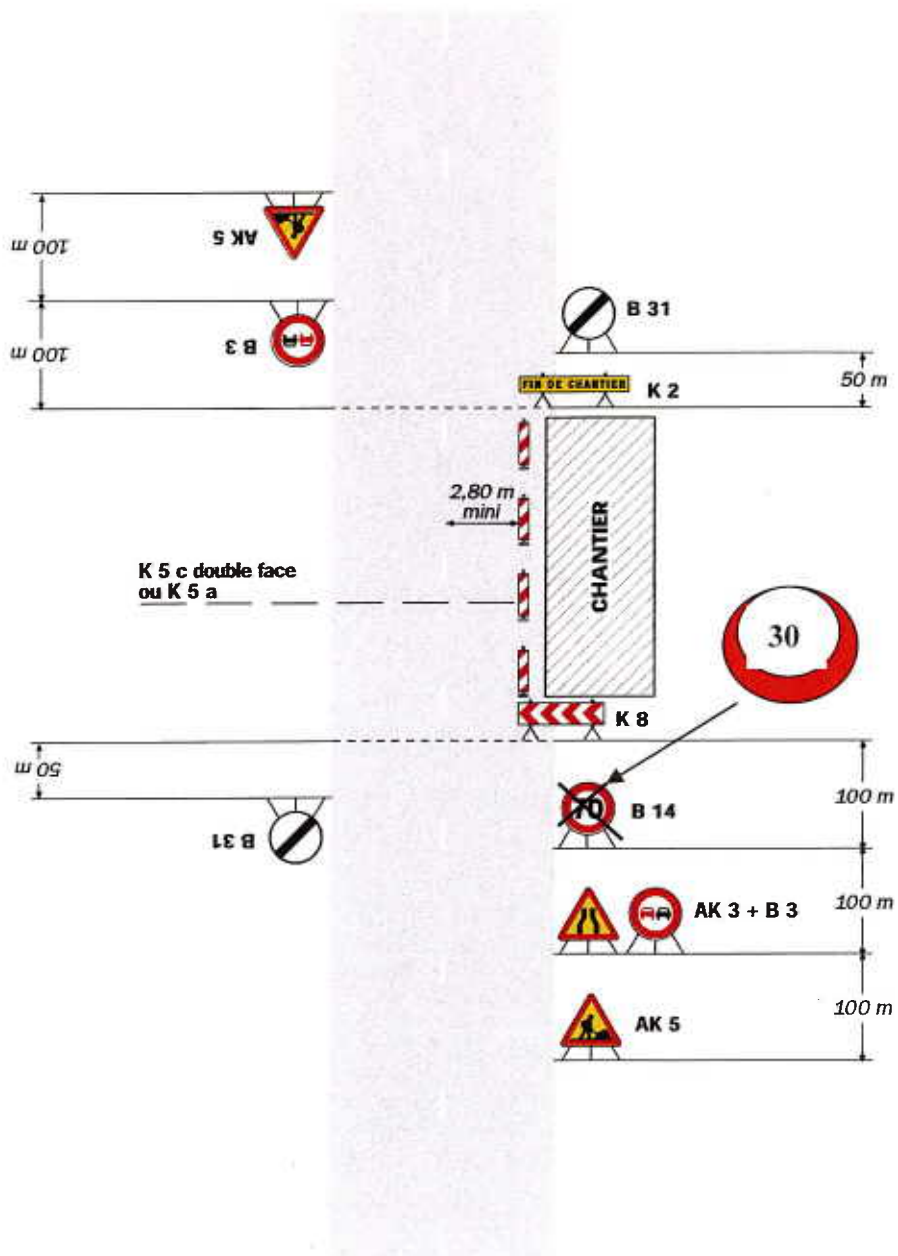 AK 5
100 m
B 3
100 m
B 31
50 m
FIN DE CHANTIER
K 2
2,80 m
mini
CHANTIER
K 5 c double face
ou K 5 a
30
K 8
50 m
B 31
70
B 14
100 m
AK 3 + B 3
100 m
AK 5
100 m